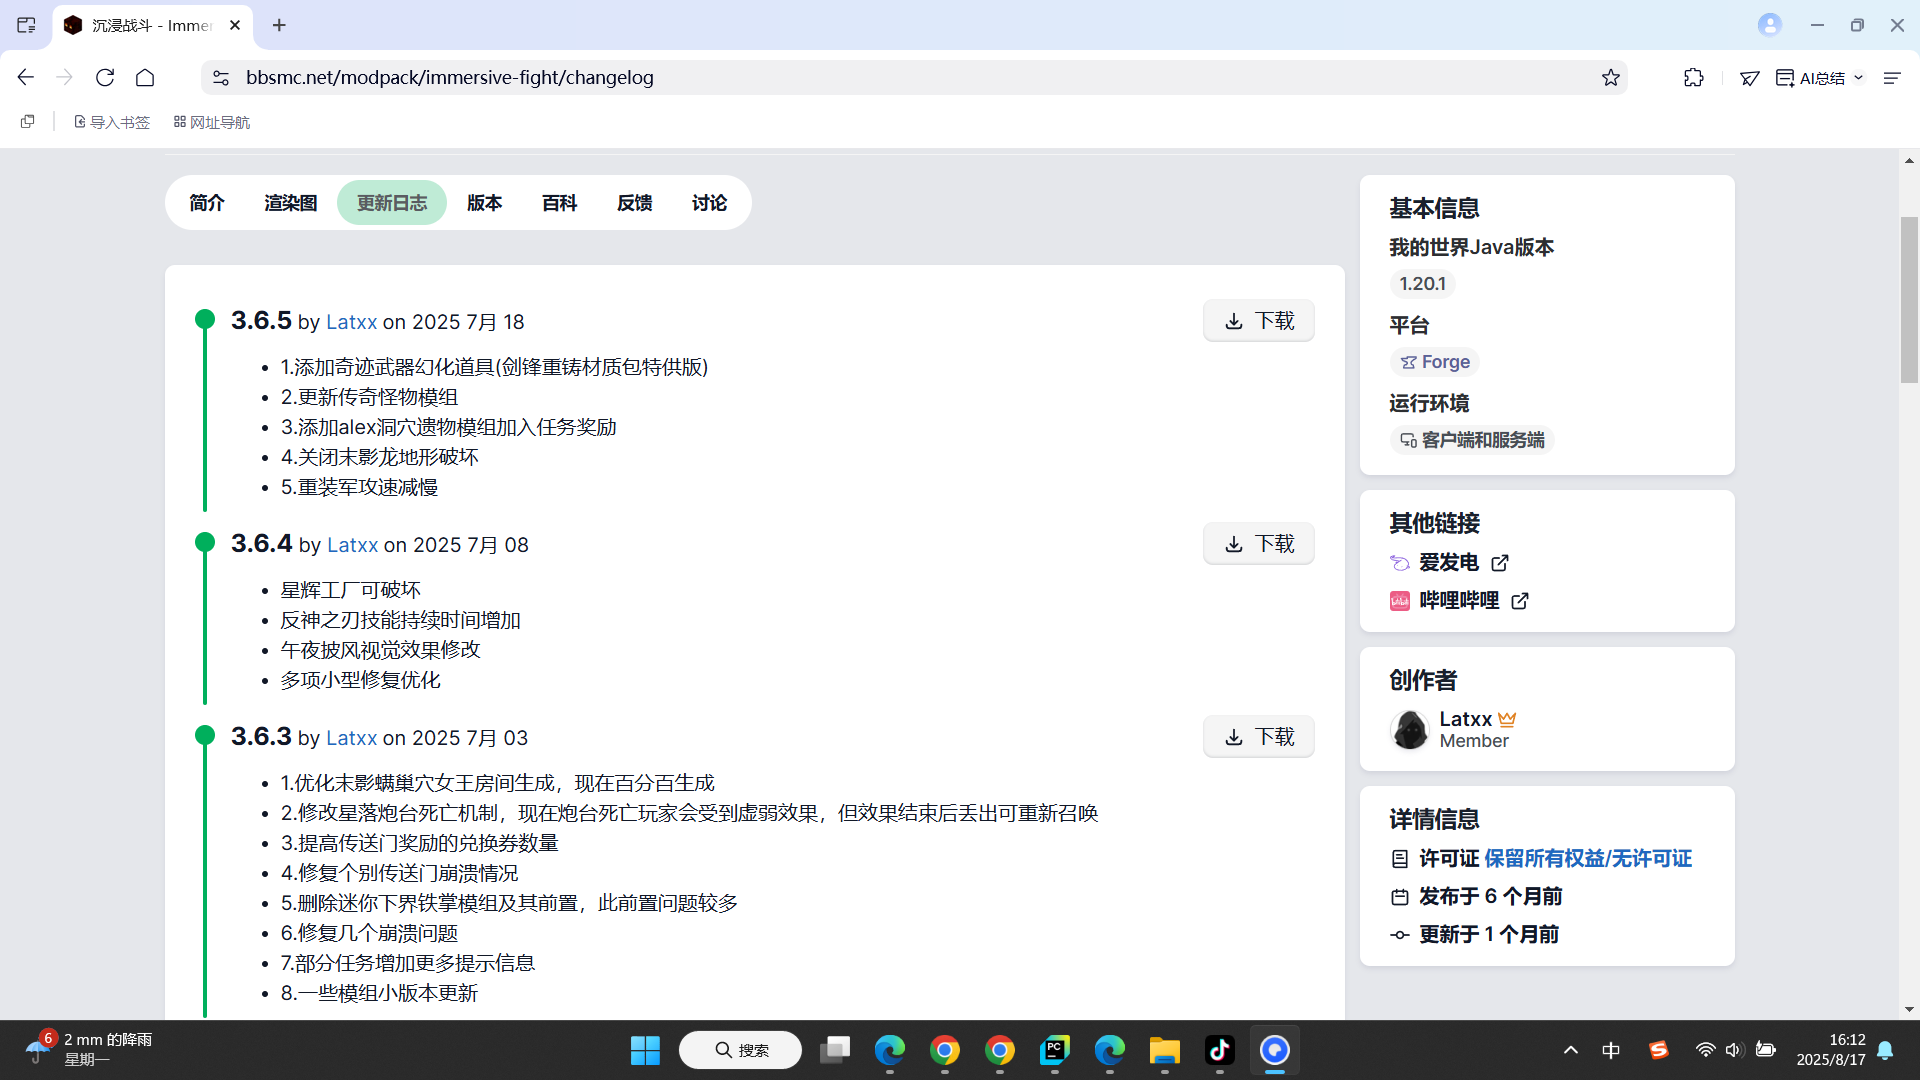 沉浸战斗 - Immer
bbsmc.net/modpack/immersive-fight/changelog
AI总结
导入书签
网址导航
简介
渲染图
更新日志
版本
百科
反馈
讨论
3.6.5 by Latxx on 2025 7月 18
下载
1.添加奇迹武器幻化道具(剑锋重铸材质包特供版)
2.更新传奇怪物模组
3.添加alex洞穴遗物模组加入任务奖励
4.关闭末影龙地形破坏
5.重装军攻速减慢
3.6.4 by Latxx on 2025 7月 08
下载
星辉工厂可破坏
反神之刃技能持续时间增加
午夜披风视觉效果修改
多项小型修复优化
3.6.3 by Latxx on 2025 7月 03
下载
1.优化末影螨巢穴女王房间生成，现在百分百生成
2.修改星落炮台死亡机制，现在炮台死亡玩家会受到虚弱效果，但效果结束后丢出可重新召唤
3.提高传送门奖励的兑换券数量
4.修复个别传送门崩溃情况
5.删除迷你下界铁掌模组及其前置，此前置问题较多
6.修复几个崩溃问题
7.部分任务增加更多提示信息
8.一些模组小版本更新
基本信息
我的世界Java版本
1.20.1
平台
Forge
运行环境
客户端和服务端
其他链接
爱发电
哔哩哔哩
创作者
Latxx
Member
详情信息
许可证 保留所有权益/无许可证
发布于 6 个月前
更新于 1 个月前
6
2 mm 的降雨
星期一
搜索
PC
中
16:12
2025/8/17